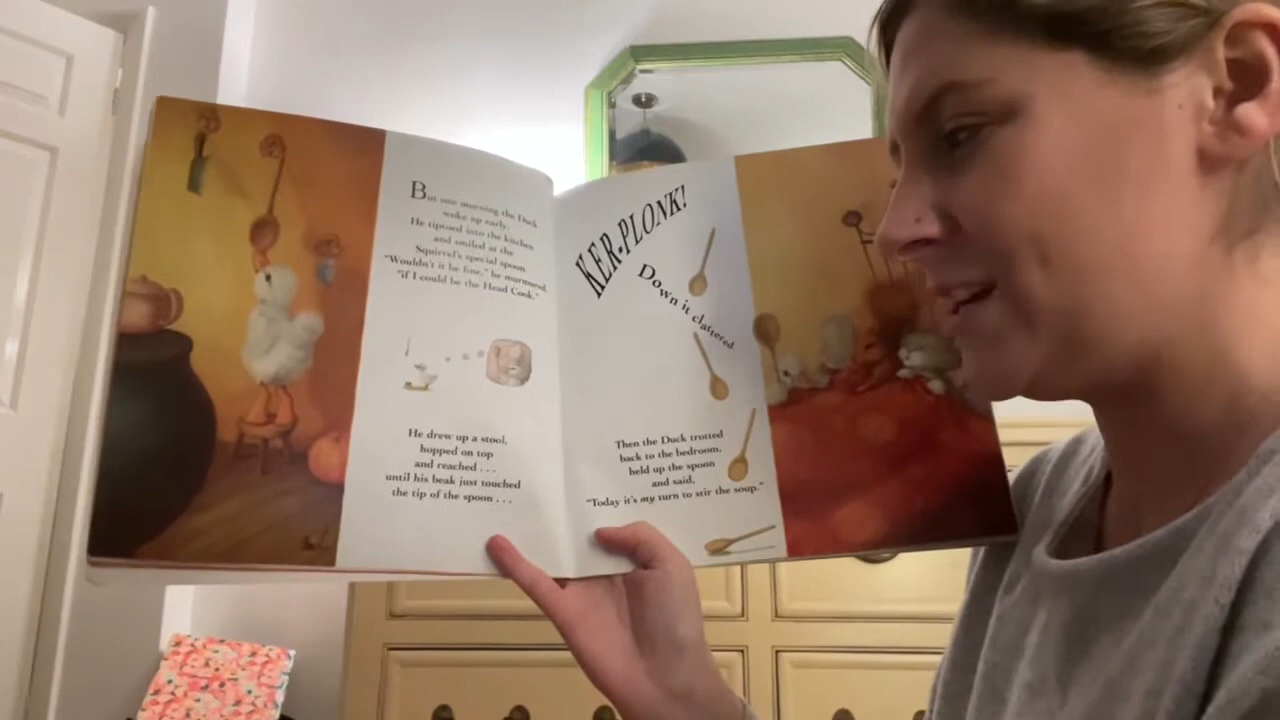 But one morning the Duck
woke up early.
He tiptoed into the kitchen
and smiled at the
Squirrel's special spoon.
"Wouldn't it be fine," he murmured,
"if I could be the Head Cook."
He drew up a stool,
hopped on top
and reached . . .
until his beak just touched
the tip of the spoon . . .
KER-PLONK!
Down it clattered.
Then the Duck trotted
back to the bedroom,
held up the spoon
and said,
"Today it's my turn to stir the soup."